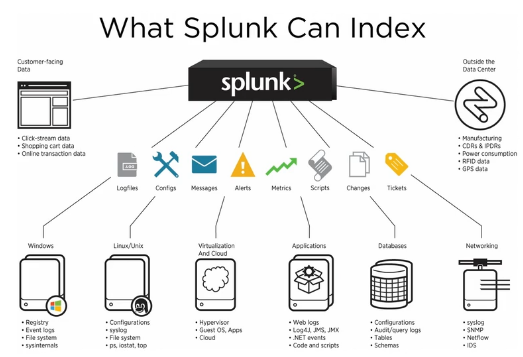 What Splunk Can Index
Customer-facing
Data
splunk>
Outside the
Data Center
• Click-stream data
• Shopping cart data
• Online transaction data
• Manufacturing
• CDRs & IPDRs
• Power consumption
• RFID data
• GPS data
Logfiles
Configs
Messages
Alerts
Metrics
Scripts
Changes
Tickets
Windows
Linux/Unix
Virtualization
And Cloud
Applications
Databases
Networking
• Registry
• Event logs
• File system
• sysinternals
• Configurations
• syslog
• File system
• ps, iostat, top
• Hypervisor
• Guest OS, Apps
• Cloud
• Web logs
• Log4J, JMS, JMX
• .NET events
• Code and scripts
• Configurations
• Audit/query logs
• Tables
• Schemas
• syslog
• SNMP
• Netflow
• IDS